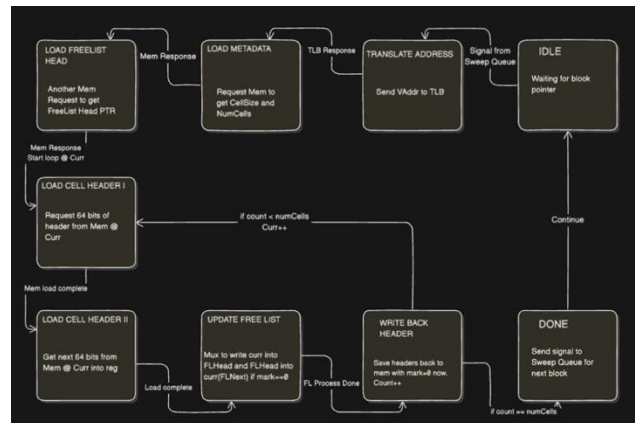 LOAD FREELIST
HEAD
Another Mem
Request to get
FreeList Head PTR
Mem Response
LOAD METADATA
Request Mem to
get CellSize and
NumCells
TLB Response
TRANSLATE ADDRESS
Send VAddr to TLB
Signal from
Sweep Queue
IDLE
Waiting for block
pointer
Mem Response
Start loop @ Curr
LOAD CELL HEADER I
Request 64 bits of
header from Mem @
Curr
if count < numCells
Curr++
Continue
Mem load complete
LOAD CELL HEADER II
Get next 64 bits from
Mem @ Curr into reg
Load complete
UPDATE FREE LIST
Mux to write curr into
FLHead and FLHead into
curr(FLNext) if mark==0
FL Process Done
WRITE BACK
HEADER
Save headers back to
mem with mark=0 now.
Count++
if count == numCells
DONE
Send signal to
Sweep Queue for
next block